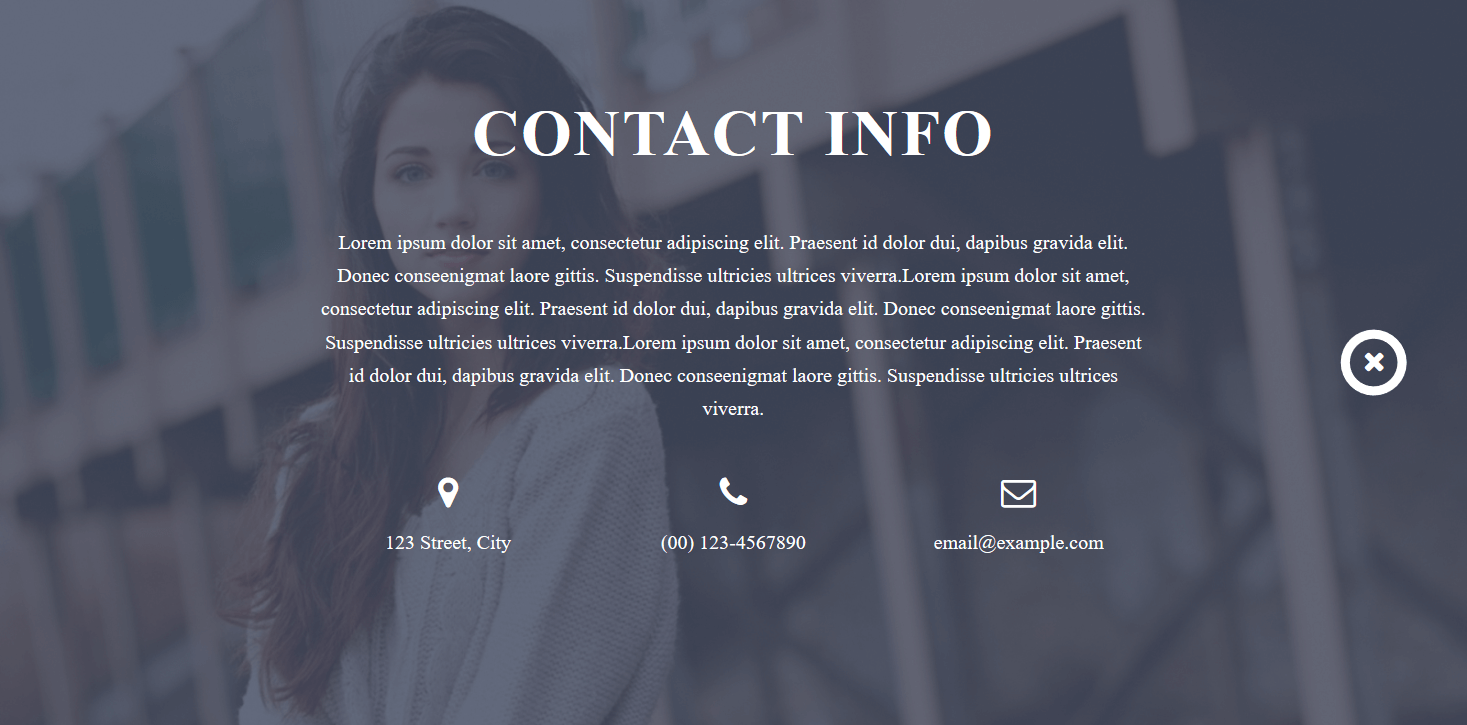 CONTACT INFO
Lorem ipsum dolor sit amet, consectetur adipiscing elit. Praesent id dolor dui, dapibus gravida elit.
Donec conseenigmat laore gittis. Suspendisse ultricies ultrices viverra.Lorem ipsum dolor sit amet,
consectetur adipiscing elit. Praesent id dolor dui, dapibus gravida elit. Donec conseenigmat laore gittis.
Suspendisse ultricies ultrices viverra.Lorem ipsum dolor sit amet, consectetur adipiscing elit. Praesent
id dolor dui, dapibus gravida elit. Donec conseenigmat laore gittis. Suspendisse ultricies ultrices
viverra.
123 Street, City
(00) 123-4567890
email@example.com